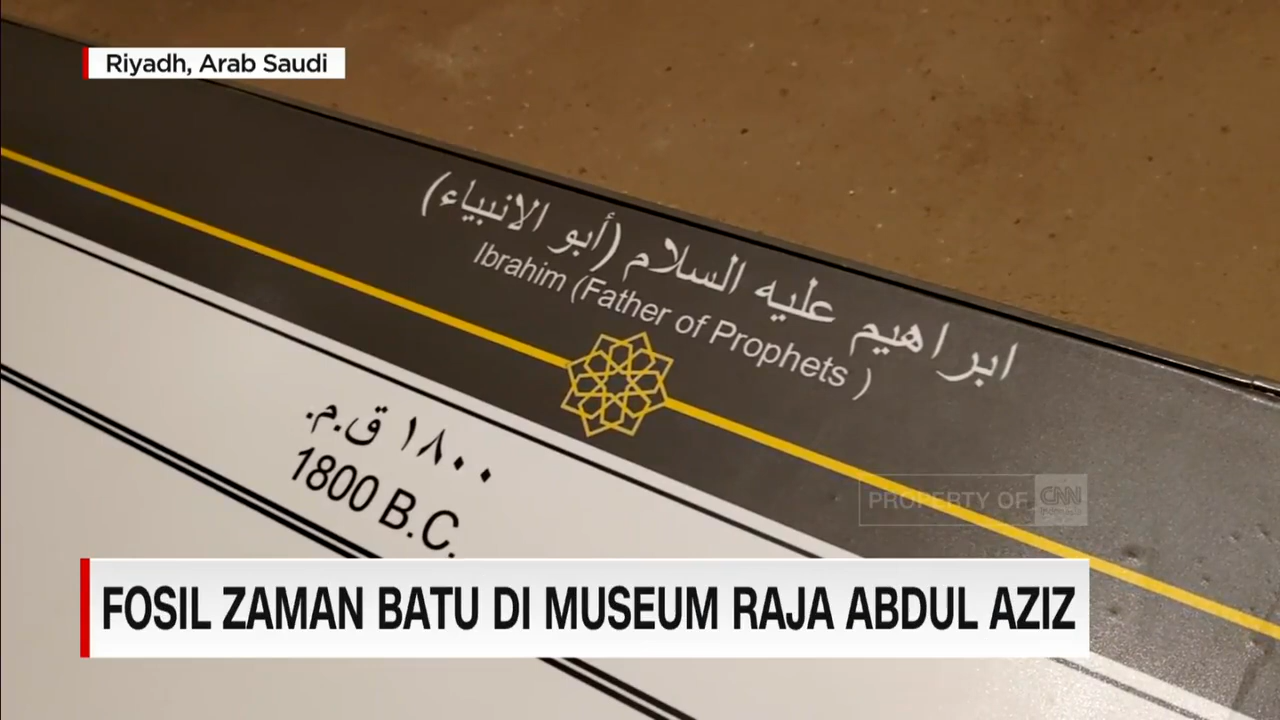 Riyadh, Arab Saudi
ابراهيم عليه السلام (أبو الانبياء)
Ibrahim (Father of Prophets )
١٨٠٠ ق.م.
1800 B.C.
PROPERTY OF CNN
FOSIL ZAMAN BATU DI MUSEUM RAJA ABDUL AZIZ